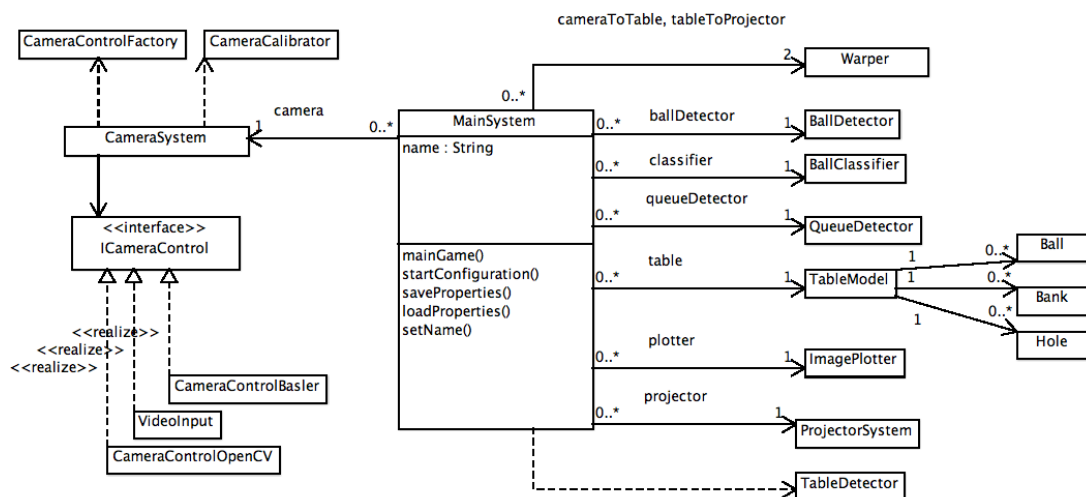 cameraToTable, tableToProjector
CameraControlFactory
CameraCalibrator
2
Warper
0..*
camera
CameraSystem
1
0..*
MainSystem
name : String
mainGame()
startConfiguration()
saveProperties()
loadProperties()
setName()
0..*
ballDetector
1
BallDetector
0..*
classifier
1
BallClassifier
0..*
queueDetector
1
QueueDetector
0..*
table
1
TableModel
1
0..*
Ball
1
0..*
Bank
1
0..*
Hole
0..*
plotter
1
ImagePlotter
0..*
projector
1
ProjectorSystem
TableDetector
<<interface>>
ICameraControl
<<realize>>
<<realize>>
<<realize>>
CameraControlBasler
VideoInput
CameraControlOpenCV